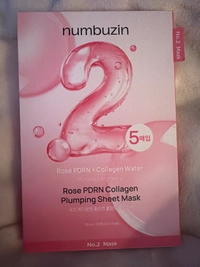 numbuzin
No.2 Mask
2
5매입
Rose PDRN + Collagen Water
Rose PDRN Collagen
Plumping Sheet Mask
No.2 Mask